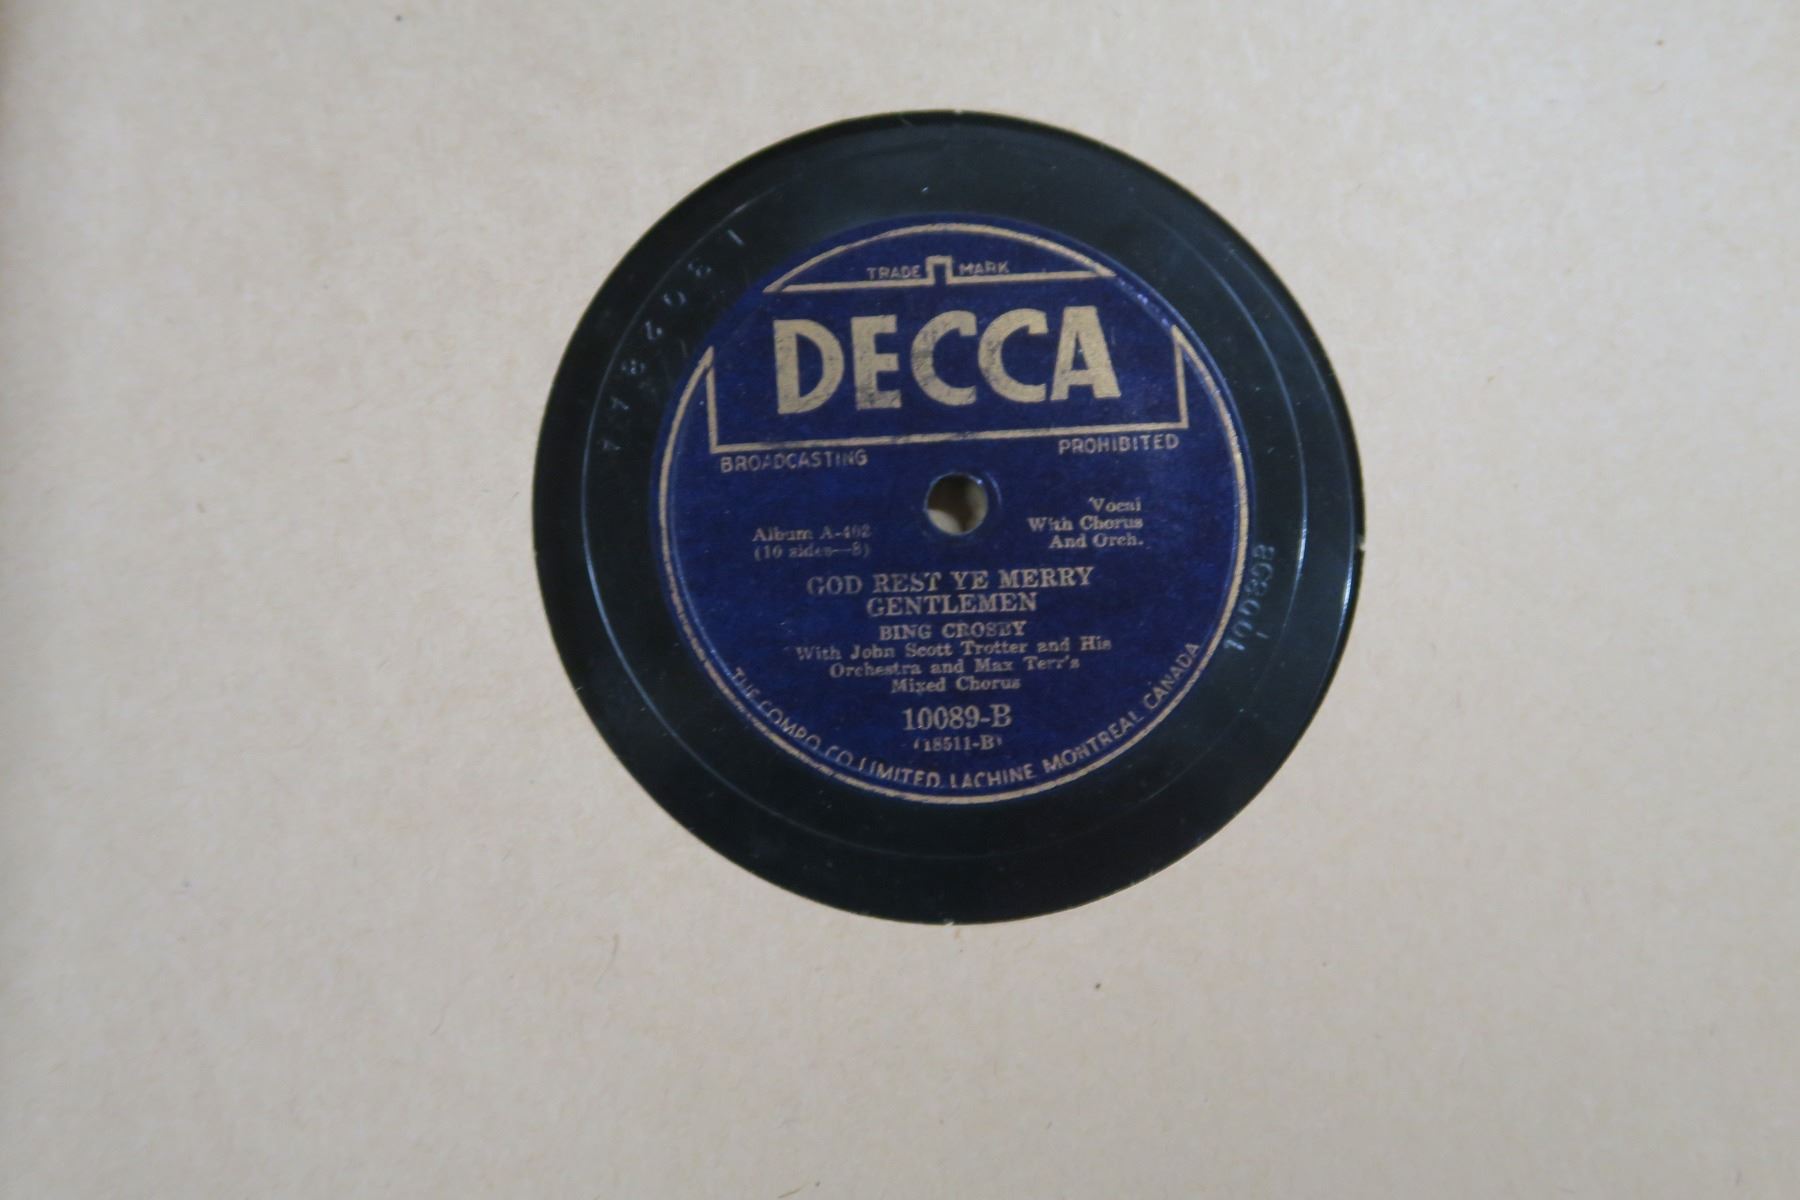 TRADE MARK
DECCA
BROADCASTING PROHIBITED
Album A-402
(10 sides—8)
Vocal
With Chorus
And Orch.
GOD REST YE MERRY
GENTLEMEN
BING CROSBY
With John Scott Trotter and His
Orchestra and Max Terr's
Mixed Chorus
10089-B
(18511-B)
THE COMPO CO. LIMITED, LACHINE MONTREAL CANADA
10089B